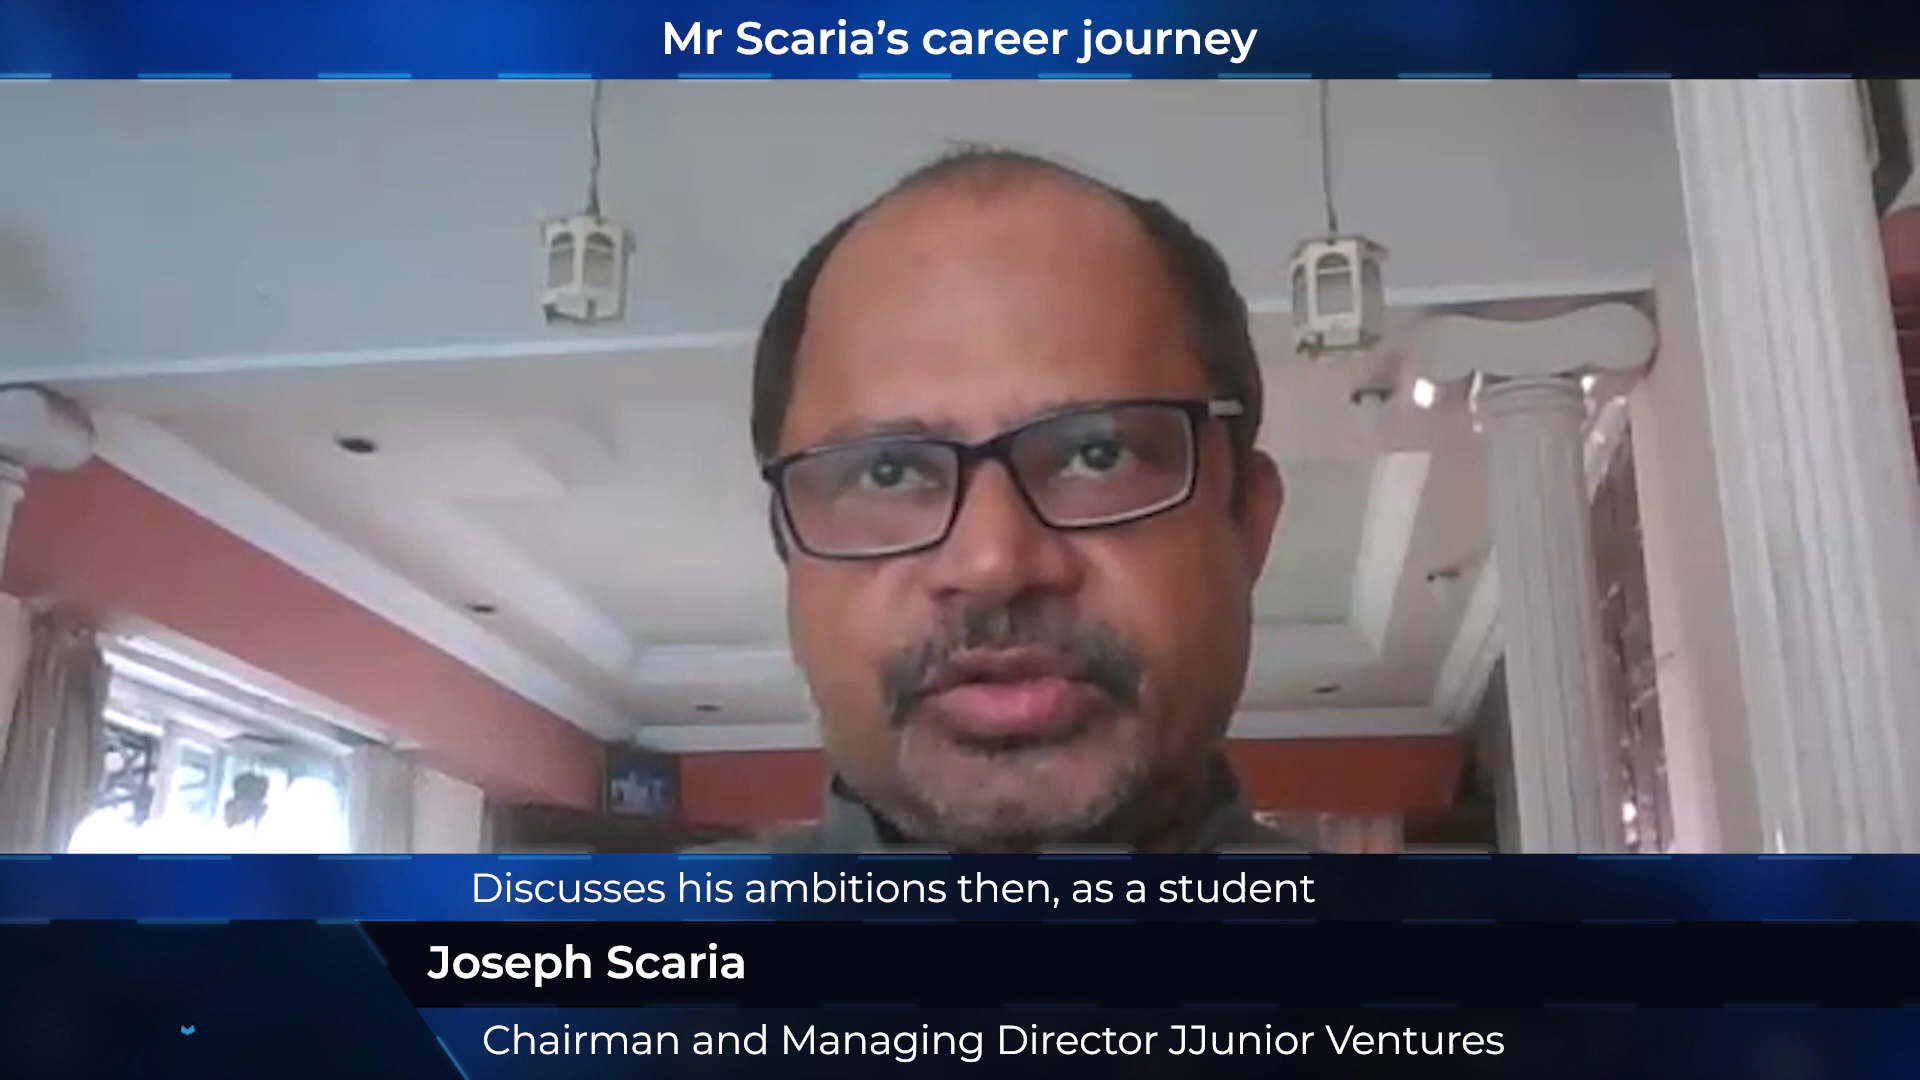 Mr Scaria’s career journey
Discusses his ambitions then, as a student
Joseph Scaria
Chairman and Managing Director JJunior Ventures